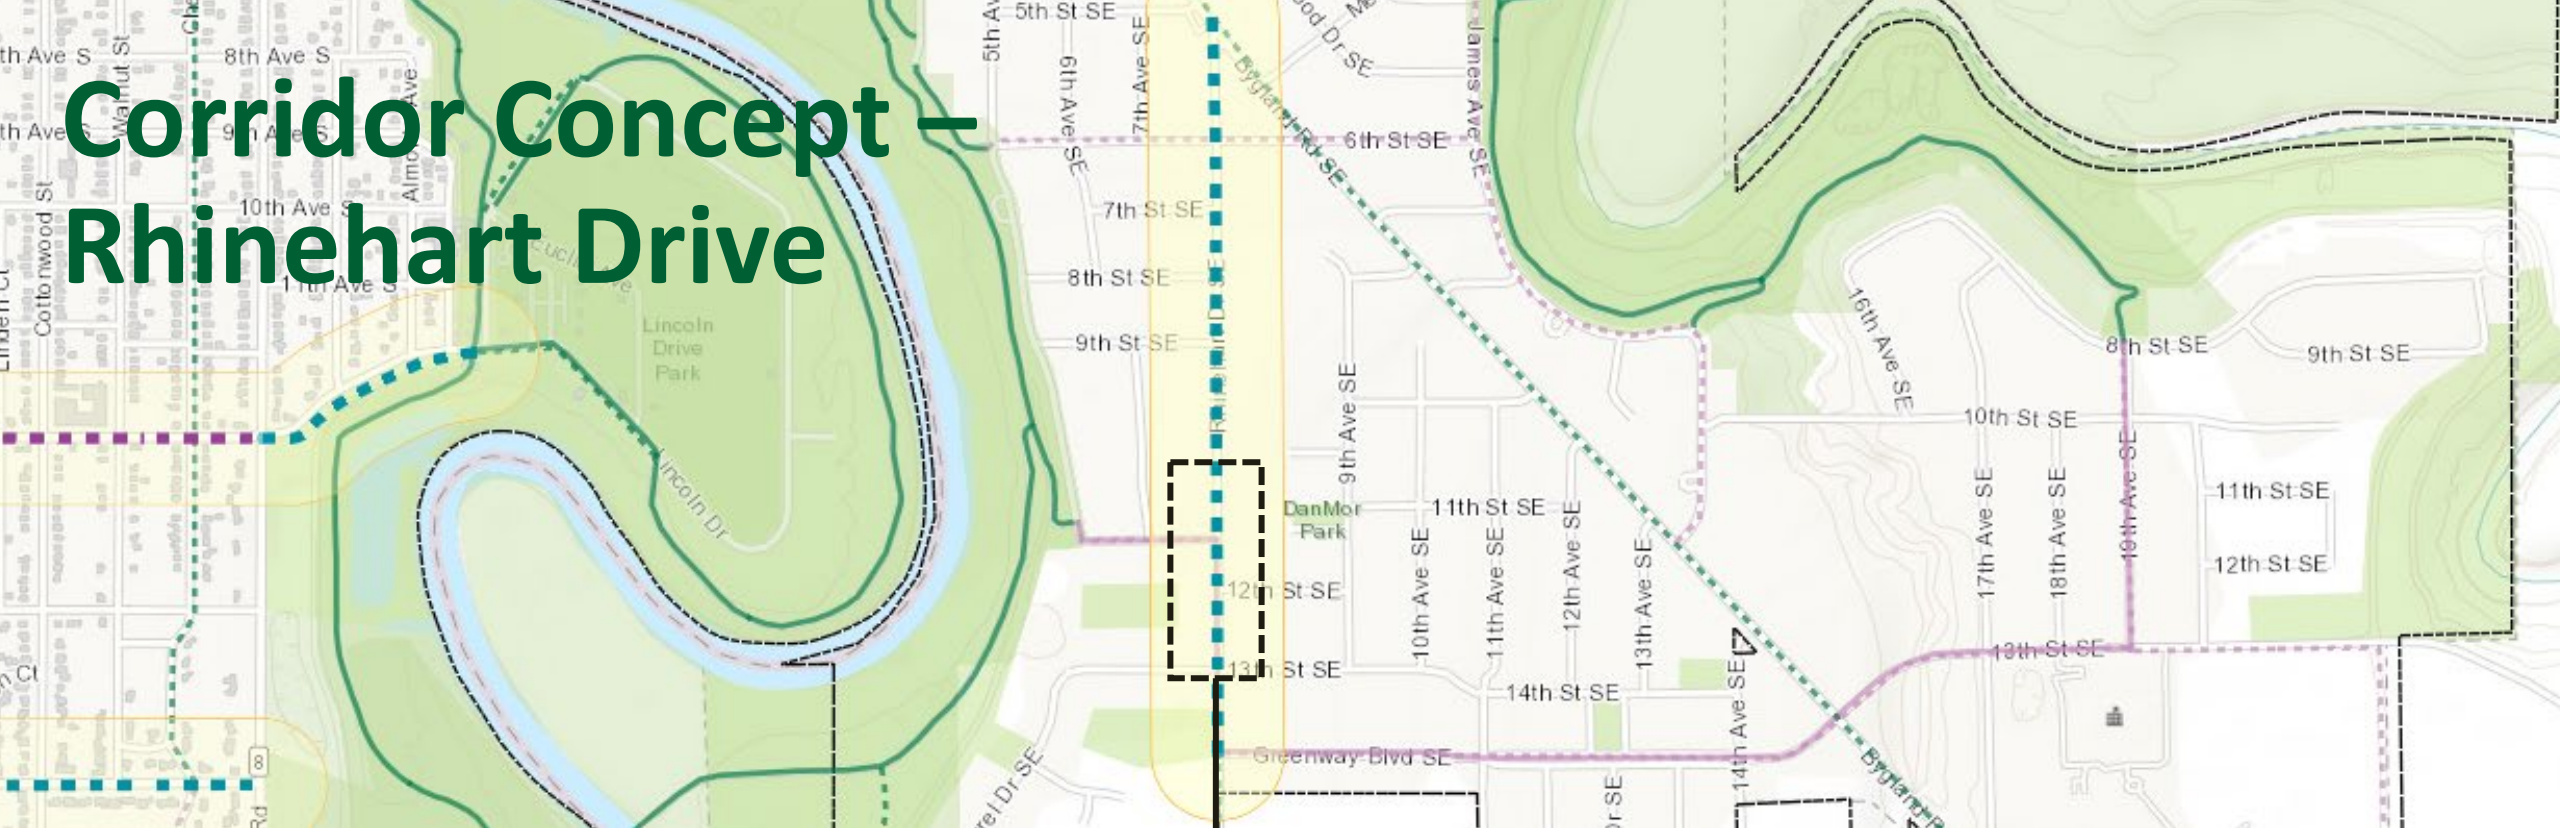 Corridor Concept –
Rhinehart Drive
8th Ave S
Walnut St
Cottonwood St
10th Ave S
11th Ave S
Lincoln
Drive
Park
Lincoln Dr
5th St SE
6th Ave SE
7th Ave SE
7th St SE
8th St SE
9th St SE
Bygland Rd SE
6th St SE
James Ave SE
9th Ave SE
DanMor
Park
11th St SE
10th Ave SE
11th Ave SE
12th Ave SE
13th Ave SE
12th St SE
13th St SE
14th St SE
14th Ave SE
Greenway Blvd SE
16th Ave SE
8th St SE
9th St SE
10th St SE
17th Ave SE
18th Ave SE
19th Ave SE
11th St SE
12th St SE
13th St SE
8
Rd